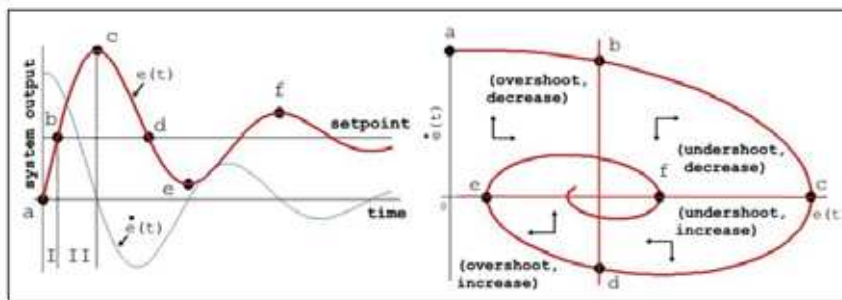 system output
a
b
c
e(t)
d
e
f
setpoint
time
ė(t)
I
II
a
b
(overshoot,
decrease)
ė(t)
(undershoot,
decrease)
e
f
c
0
e(t)
(undershoot,
increase)
(overshoot,
increase)
d